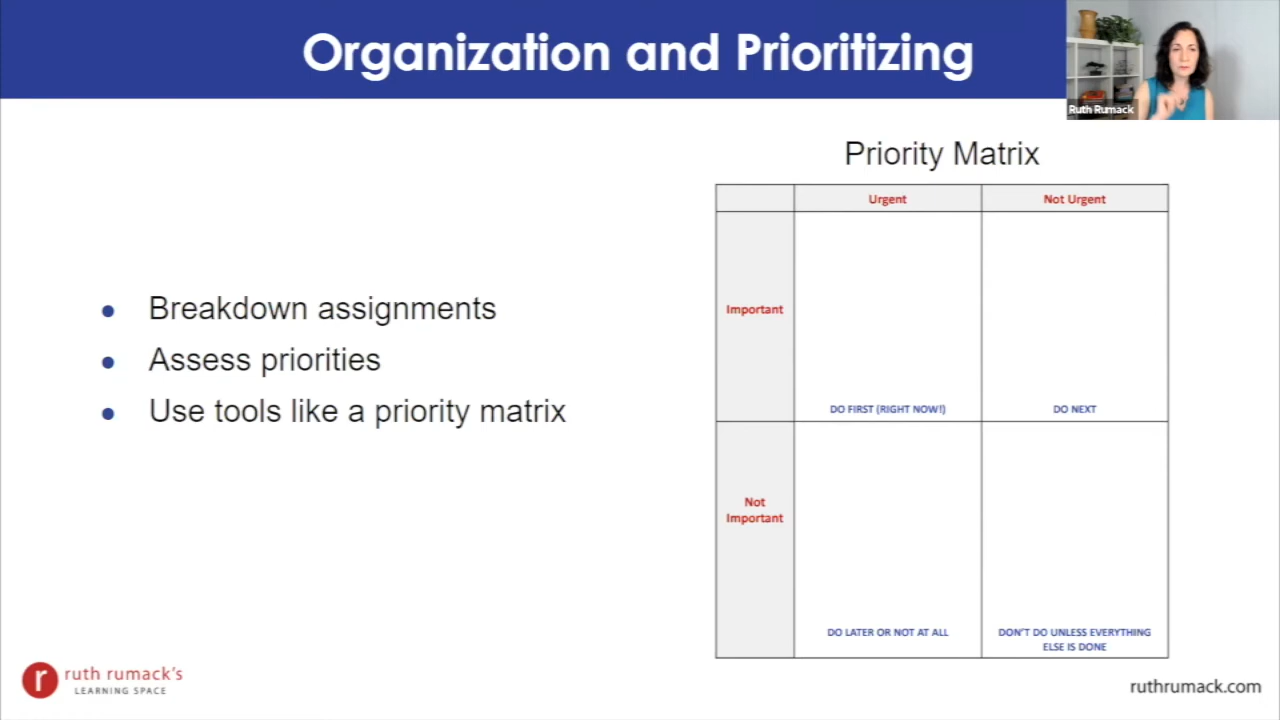 Organization and Prioritizing
Ruth Rumack
Priority Matrix
Urgent
Not Urgent
Important
DO FIRST (RIGHT NOW!)
DO NEXT
Not
Important
DO LATER OR NOT AT ALL
DON'T DO UNLESS EVERYTHING
ELSE IS DONE
Breakdown assignments
Assess priorities
Use tools like a priority matrix
r
ruth rumack's
LEARNING SPACE
ruthrumack.com